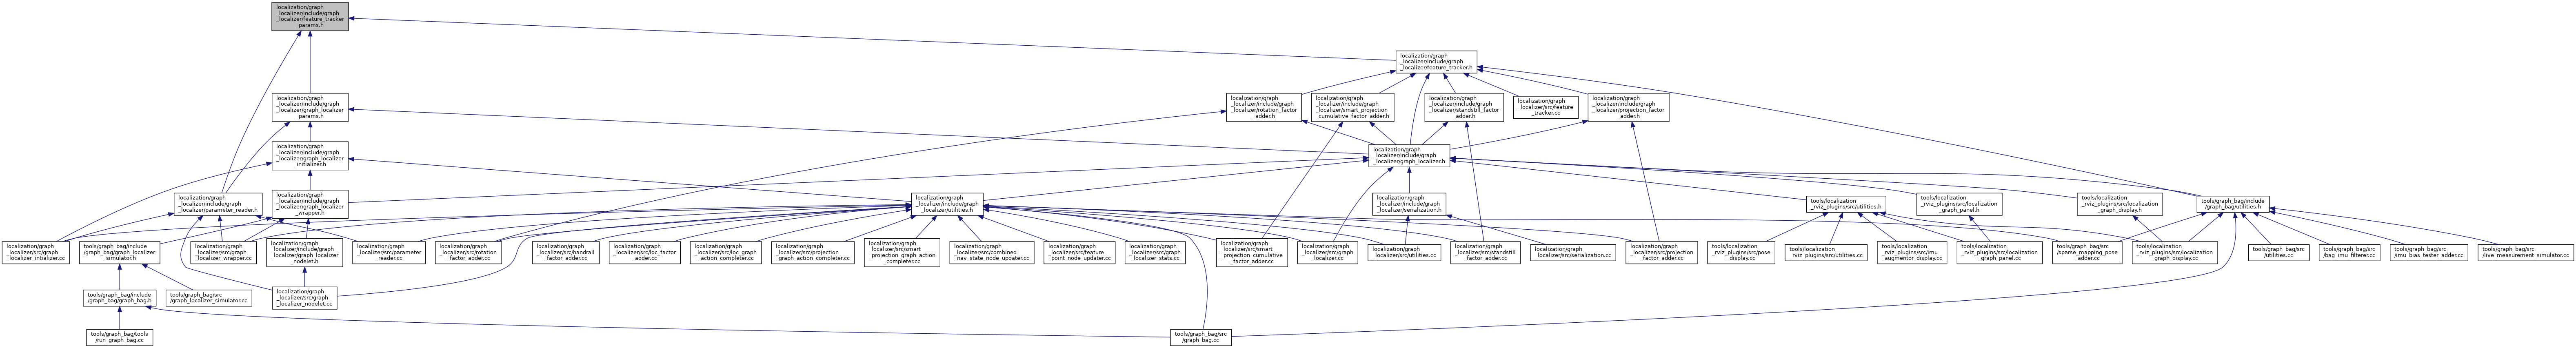 localization/graph
_localizer/include/graph
_localizer/feature_tracker
_params.h
localization/graph
_localizer/include/graph
_localizer/feature_tracker.h
localization/graph
_localizer/include/graph
_localizer/graph_localizer
_params.h
localization/graph
_localizer/include/graph
_localizer/rotation_factor
_adder.h
localization/graph
_localizer/include/graph
_localizer/smart_projection
_cumulative_factor_adder.h
localization/graph
_localizer/include/graph
_localizer/standstill_factor
_adder.h
localization/graph
_localizer/src/feature
_tracker.cc
localization/graph
_localizer/include/graph
_localizer/projection_factor
_adder.h
localization/graph
_localizer/include/graph
_localizer/graph_localizer
_initializer.h
localization/graph
_localizer/include/graph
_localizer/graph_localizer.h
localization/graph
_localizer/include/graph
_localizer/parameter_reader.h
localization/graph
_localizer/include/graph
_localizer/graph_localizer
_wrapper.h
localization/graph
_localizer/include/graph
_localizer/utilities.h
localization/graph
_localizer/include/graph
_localizer/serialization.h
tools/localization
_rviz_plugins/src/utilities.h
tools/localization
_rviz_plugins/src/localization
_graph_panel.h
tools/localization
_rviz_plugins/src/localization
_graph_display.h
tools/graph_bag/include
/graph_bag/utilities.h
localization/graph
_localizer/src/graph
_localizer_intializer.cc
tools/graph_bag/include
/graph_bag/graph_localizer
_simulator.h
localization/graph
_localizer/src/graph
_localizer_wrapper.cc
localization/graph
_localizer/include/graph
_localizer/graph_localizer
_nodelet.h
localization/graph
_localizer/src/parameter
_reader.cc
localization/graph
_localizer/src/rotation
_factor_adder.cc
localization/graph
_localizer/src/handrail
_factor_adder.cc
localization/graph
_localizer/src/loc_factor
_adder.cc
localization/graph
_localizer/src/loc_graph
_action_completer.cc
localization/graph
_localizer/src/projection
_graph_action_completer.cc
localization/graph
_localizer/src/smart
_projection_graph_action
_completer.cc
localization/graph
_localizer/src/combined
_nav_state_node_updater.cc
localization/graph
_localizer/src/feature
_point_node_updater.cc
localization/graph
_localizer/src/graph
_localizer_stats.cc
localization/graph
_localizer/src/smart
_projection_cumulative
_factor_adder.cc
localization/graph
_localizer/src/graph
_localizer.cc
localization/graph
_localizer/src/utilities.cc
localization/graph
_localizer/src/standstill
_factor_adder.cc
localization/graph
_localizer/src/serialization.cc
localization/graph
_localizer/src/projection
_factor_adder.cc
tools/localization
_rviz_plugins/src/pose
_display.cc
tools/localization
_rviz_plugins/src/utilities.cc
tools/localization
_rviz_plugins/src/imu
_augmentor_display.cc
tools/localization
_rviz_plugins/src/localization
_graph_panel.cc
tools/graph_bag/src
/sparse_mapping_pose
_adder.cc
tools/localization
_rviz_plugins/src/localization
_graph_display.cc
tools/graph_bag/src
/utilities.cc
tools/graph_bag/src
/bag_imu_filterer.cc
tools/graph_bag/src
/imu_bias_tester_adder.cc
tools/graph_bag/src
/live_measurement_simulator.cc
tools/graph_bag/include
/graph_bag/graph_bag.h
tools/graph_bag/src
/graph_localizer_simulator.cc
localization/graph
_localizer/src/graph
_localizer_nodelet.cc
tools/graph_bag/tools
/run_graph_bag.cc
tools/graph_bag/src
/graph_bag.cc